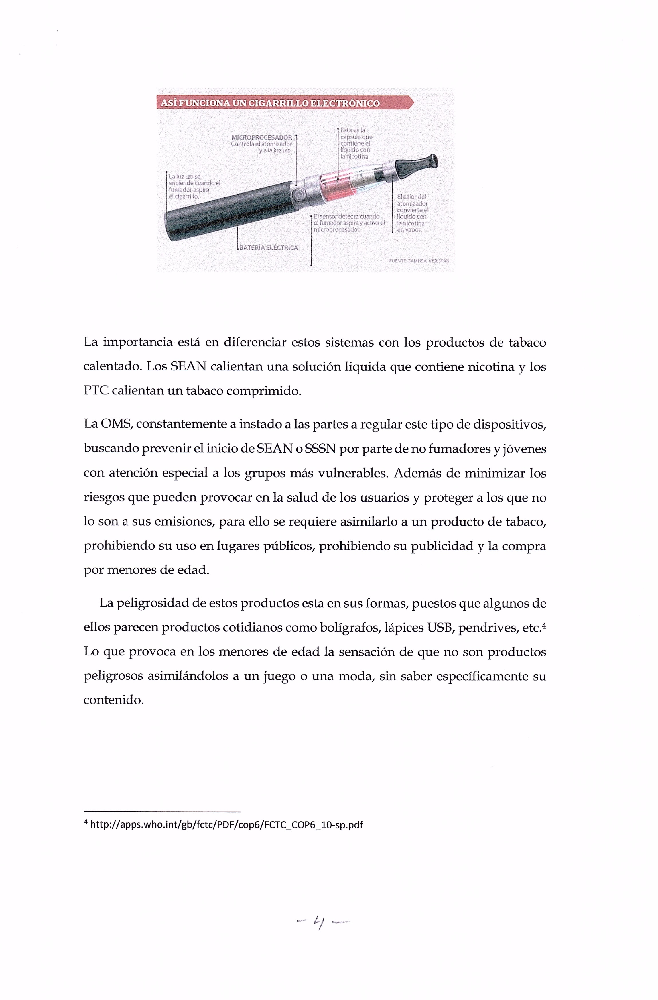 ASÍ FUNCIONA UN CIGARRILLO ELECTRÓNICO
MICROPROCESADOR
Controla el atomizador
y a la luz LED.
Esta es la
cápsula que
contiene el
líquido con
la nicotina.
La luz LED se
enciende cuando el
fumador aspira
el cigarrillo.
El calor del
atomizador
convierte el
líquido con
la nicotina
en vapor.
El sensor detecta cuando
el fumador aspira y activa el
microprocesador.
BATERÍA ELÉCTRICA
FUENTE: SAMHSA, VERISPAN
La importancia está en diferenciar estos sistemas con los productos de tabaco
calentado. Los SEAN calientan una solución liquida que contiene nicotina y los
PTC calientan un tabaco comprimido.
La OMS, constantemente a instado a las partes a regular este tipo de dispositivos,
buscando prevenir el inicio de SEAN o SSSN por parte de no fumadores y jóvenes
con atención especial a los grupos más vulnerables. Además de minimizar los
riesgos que pueden provocar en la salud de los usuarios y proteger a los que no
lo son a sus emisiones, para ello se requiere asimilarlo a un producto de tabaco,
prohibiendo su uso en lugares públicos, prohibiendo su publicidad y la compra
por menores de edad.
La peligrosidad de estos productos esta en sus formas, puestos que algunos de
ellos parecen productos cotidianos como bolígrafos, lápices USB, pendrives, etc.⁴
Lo que provoca en los menores de edad la sensación de que no son productos
peligrosos asimilándolos a un juego o una moda, sin saber específicamente su
contenido.
⁴ http://apps.who.int/gb/fctc/PDF/cop6/FCTC_COP6_10-sp.pdf
- 4 -